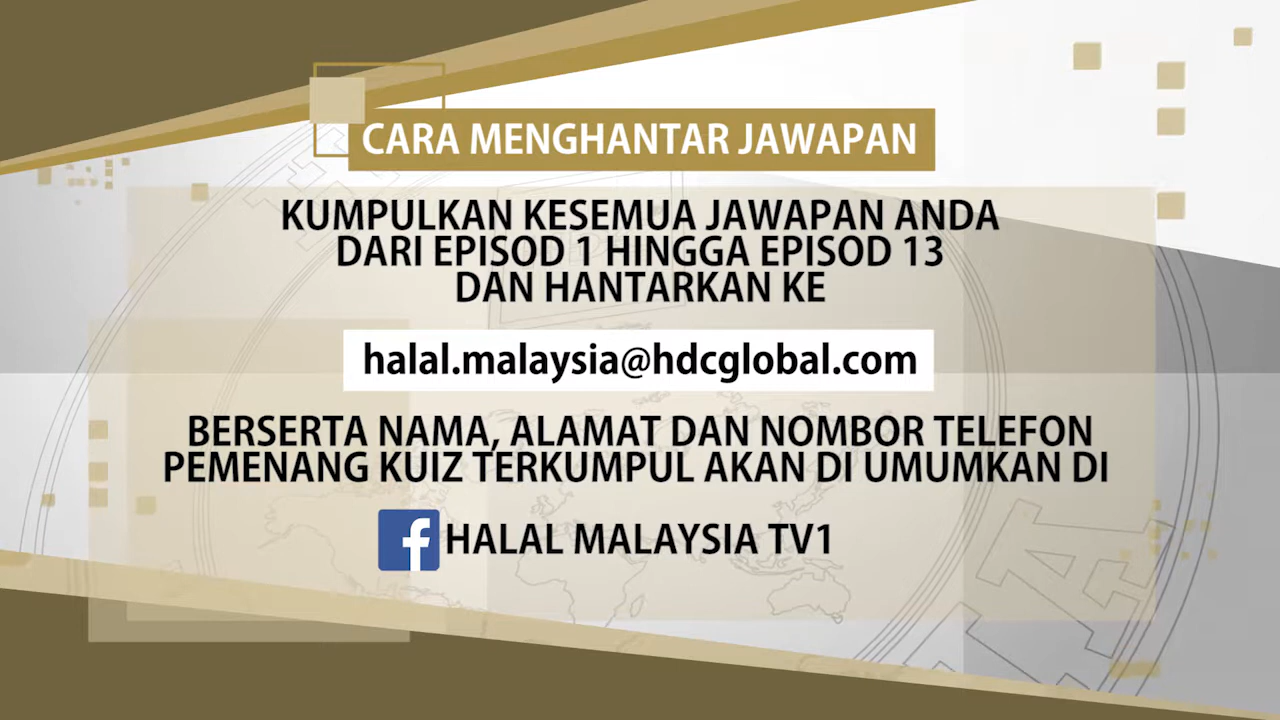 CARA MENGHANTAR JAWAPAN
KUMPULKAN KESEMUA JAWAPAN ANDA
DARI EPISOD 1 HINGGA EPISOD 13
DAN HANTARKAN KE
halal.malaysia@hdcglobal.com
BERSERTA NAMA, ALAMAT DAN NOMBOR TELEFON
PEMENANG KUIZ TERKUMPUL AKAN DI UMUMKAN DI
HALAL MALAYSIA TV1